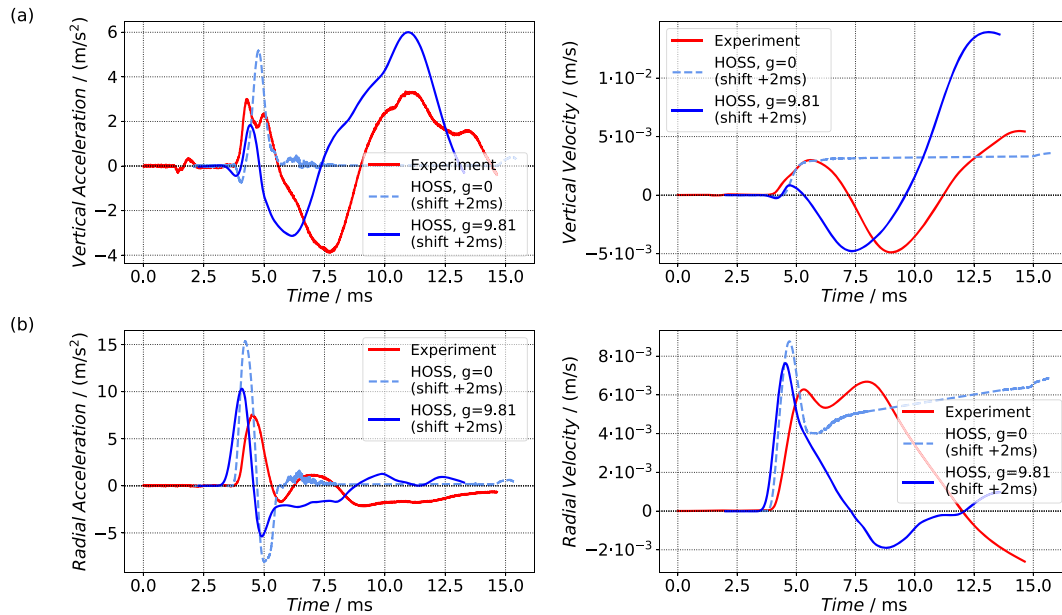 (a)
Vertical Acceleration / (m/s²)
6
4
2
0
−2
−4
0.0
2.5
5.0
7.5
10.0
12.5
15.0
Time / ms
Experiment
HOSS, g=0
(shift +2ms)
HOSS, g=9.81
(shift +2ms)
Vertical Velocity / (m/s)
1·10⁻²
5·10⁻³
0
−5·10⁻³
0.0
2.5
5.0
7.5
10.0
12.5
15.0
Time / ms
Experiment
HOSS, g=0
(shift +2ms)
HOSS, g=9.81
(shift +2ms)
(b)
Radial Acceleration / (m/s²)
15
10
5
0
−5
0.0
2.5
5.0
7.5
10.0
12.5
15.0
Time / ms
Experiment
HOSS, g=0
(shift +2ms)
HOSS, g=9.81
(shift +2ms)
Radial Velocity / (m/s)
8·10⁻³
6·10⁻³
4·10⁻³
2·10⁻³
0
−2·10⁻³
0.0
2.5
5.0
7.5
10.0
12.5
15.0
Time / ms
Experiment
HOSS, g=0
(shift +2ms)
HOSS, g=9.81
(shift +2ms)